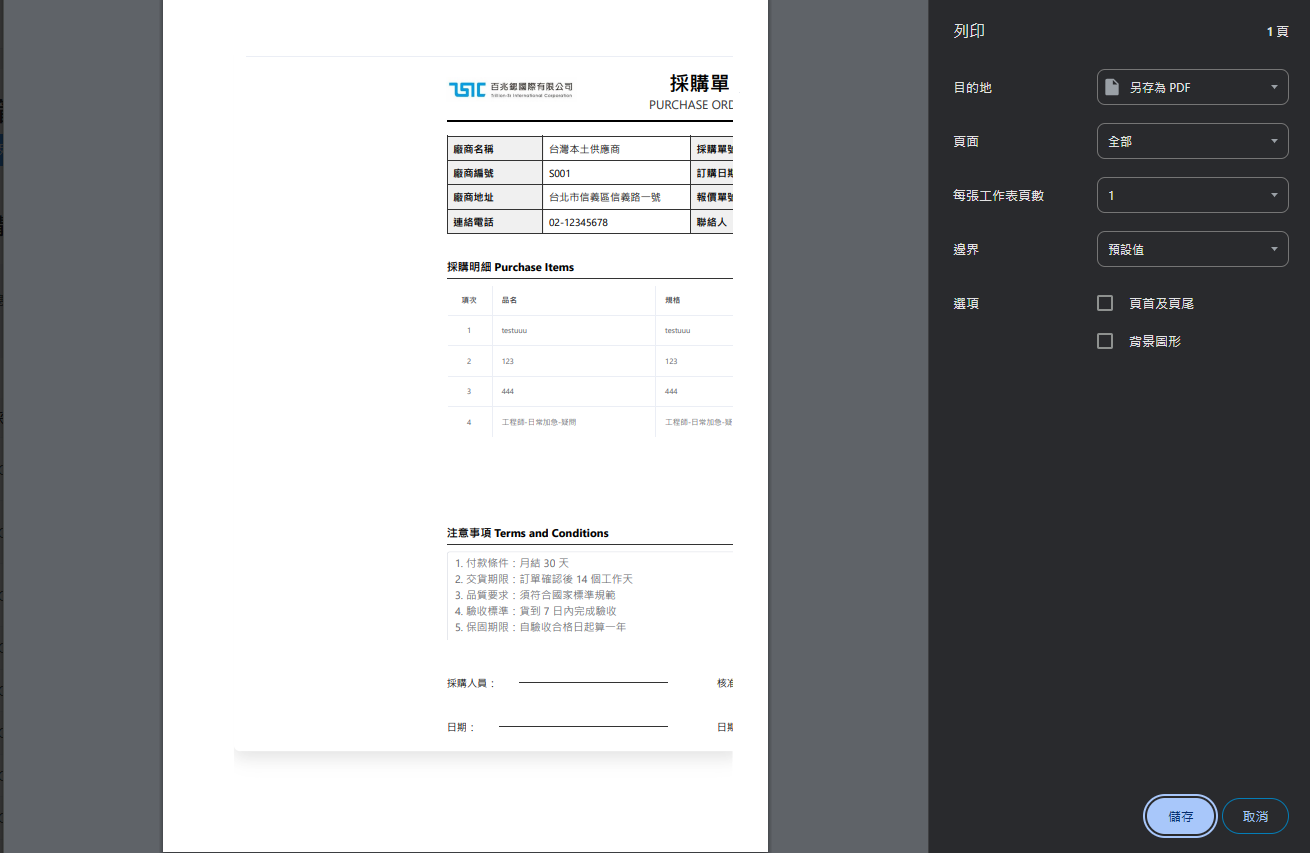 百兆鍶國際有限公司
Trillion Si International Corporation
採購單
PURCHASE ORD
廠商名稱 台灣本土供應商 採購單號
廠商編號 S001 訂購日期
廠商地址 台北市信義區信義路一號 報價單號
連絡電話 02-12345678 聯絡人
採購明細 Purchase Items
項次 品名 規格
1 testuuu testuuu
2 123 123
3 444 444
4 工程師-日常加急-疑問 工程師-日常加急-疑
注意事項 Terms and Conditions
1. 付款條件：月結 30 天
2. 交貨期限：訂單確認後 14 個工作天
3. 品質要求：須符合國家標準規範
4. 驗收標準：貨到 7 日內完成驗收
5. 保固期限：自驗收合格日起算一年
採購人員： 核准
日期： 日期
列印 1 頁
目的地 另存為 PDF
頁面 全部
每張工作表頁數 1
邊界 預設值
選項 頁首及頁尾
背景圖形
儲存 取消